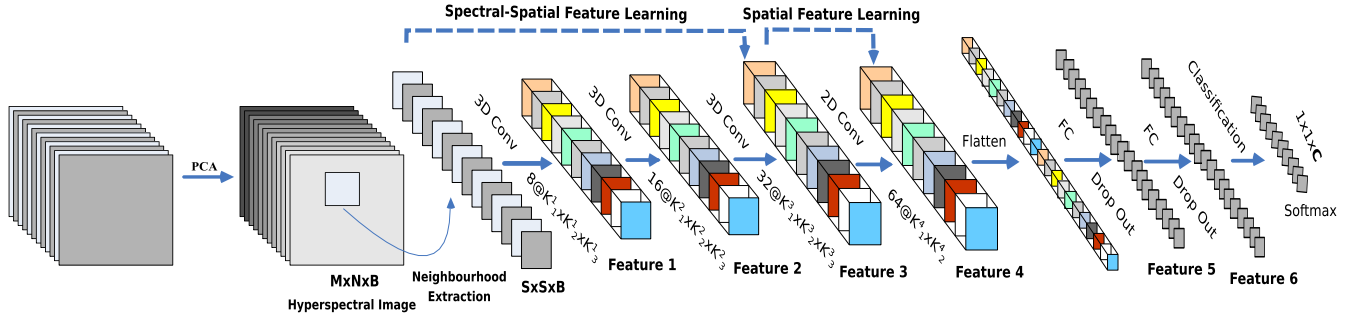 Spectral-Spatial Feature Learning
Spatial Feature Learning
PCA
MxNxB
Hyperspectral Image
Neighbourhood
Extraction
SxSxB
3D Conv
8@K¹₁xK¹₂xK¹₃
Feature 1
3D Conv
16@K²₁xK²₂xK²₃
Feature 2
3D Conv
32@K³₁xK³₂xK³₃
Feature 3
2D Conv
64@K⁴₁xK⁴₂
Feature 4
Flatten
FC
Drop Out
Feature 5
FC
Drop Out
Feature 6
Classification
1x1xC
Softmax